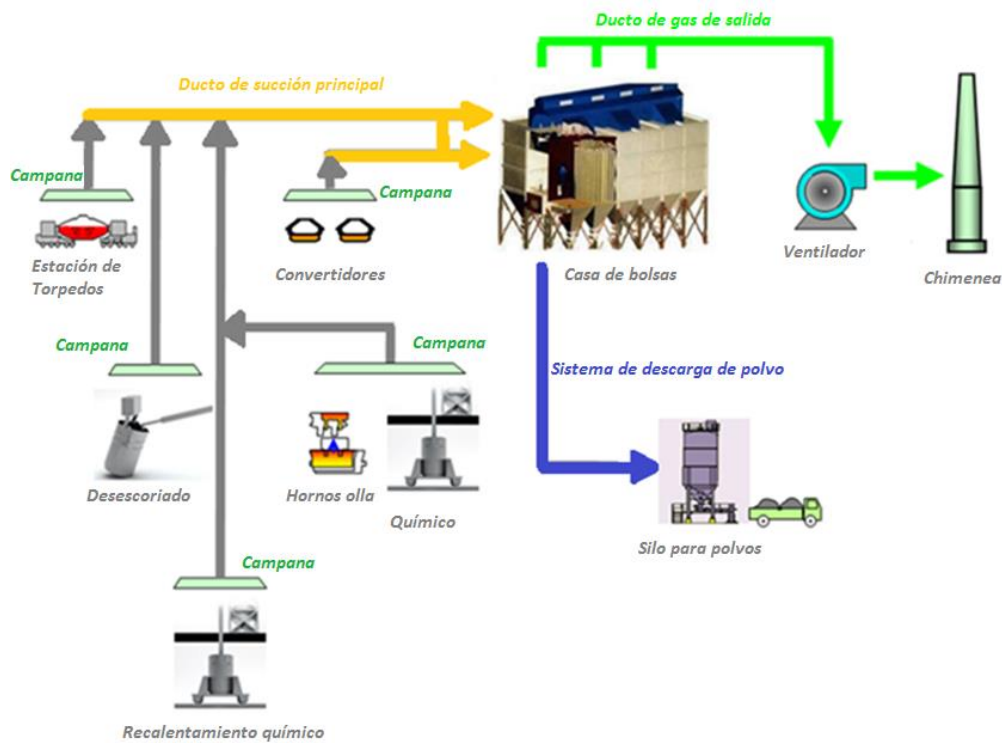 Ducto de gas de salida
Ducto de succión principal
Campana
Campana
Estación de
Torpedos
Convertidores
Casa de bolsas
Ventilador
Chimenea
Campana
Campana
Sistema de descarga de polvo
Desescoriado
Hornos olla
Químico
Silo para polvos
Campana
Recalentamiento químico